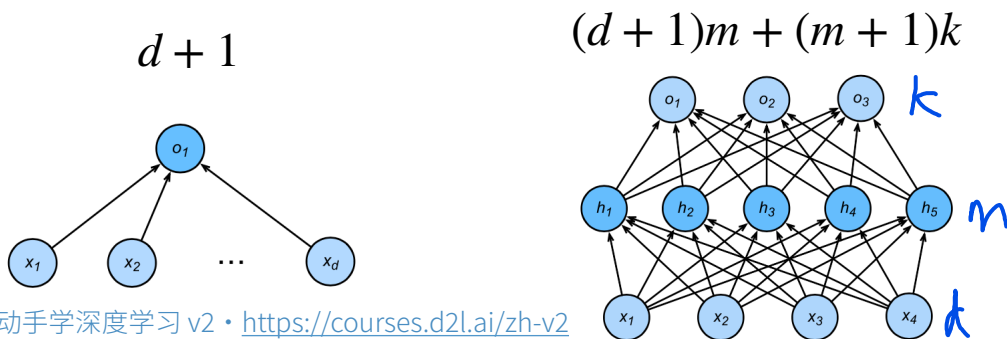 d + 1
(d + 1)m + (m + 1)k
o₁
x₁ x₂ ... x_d
o₁ o₂ o₃ k
h₁ h₂ h₃ h₄ h₅ m
x₁ x₂ x₃ x₄ d
动手学深度学习 v2 • https://courses.d2l.ai/zh-v2